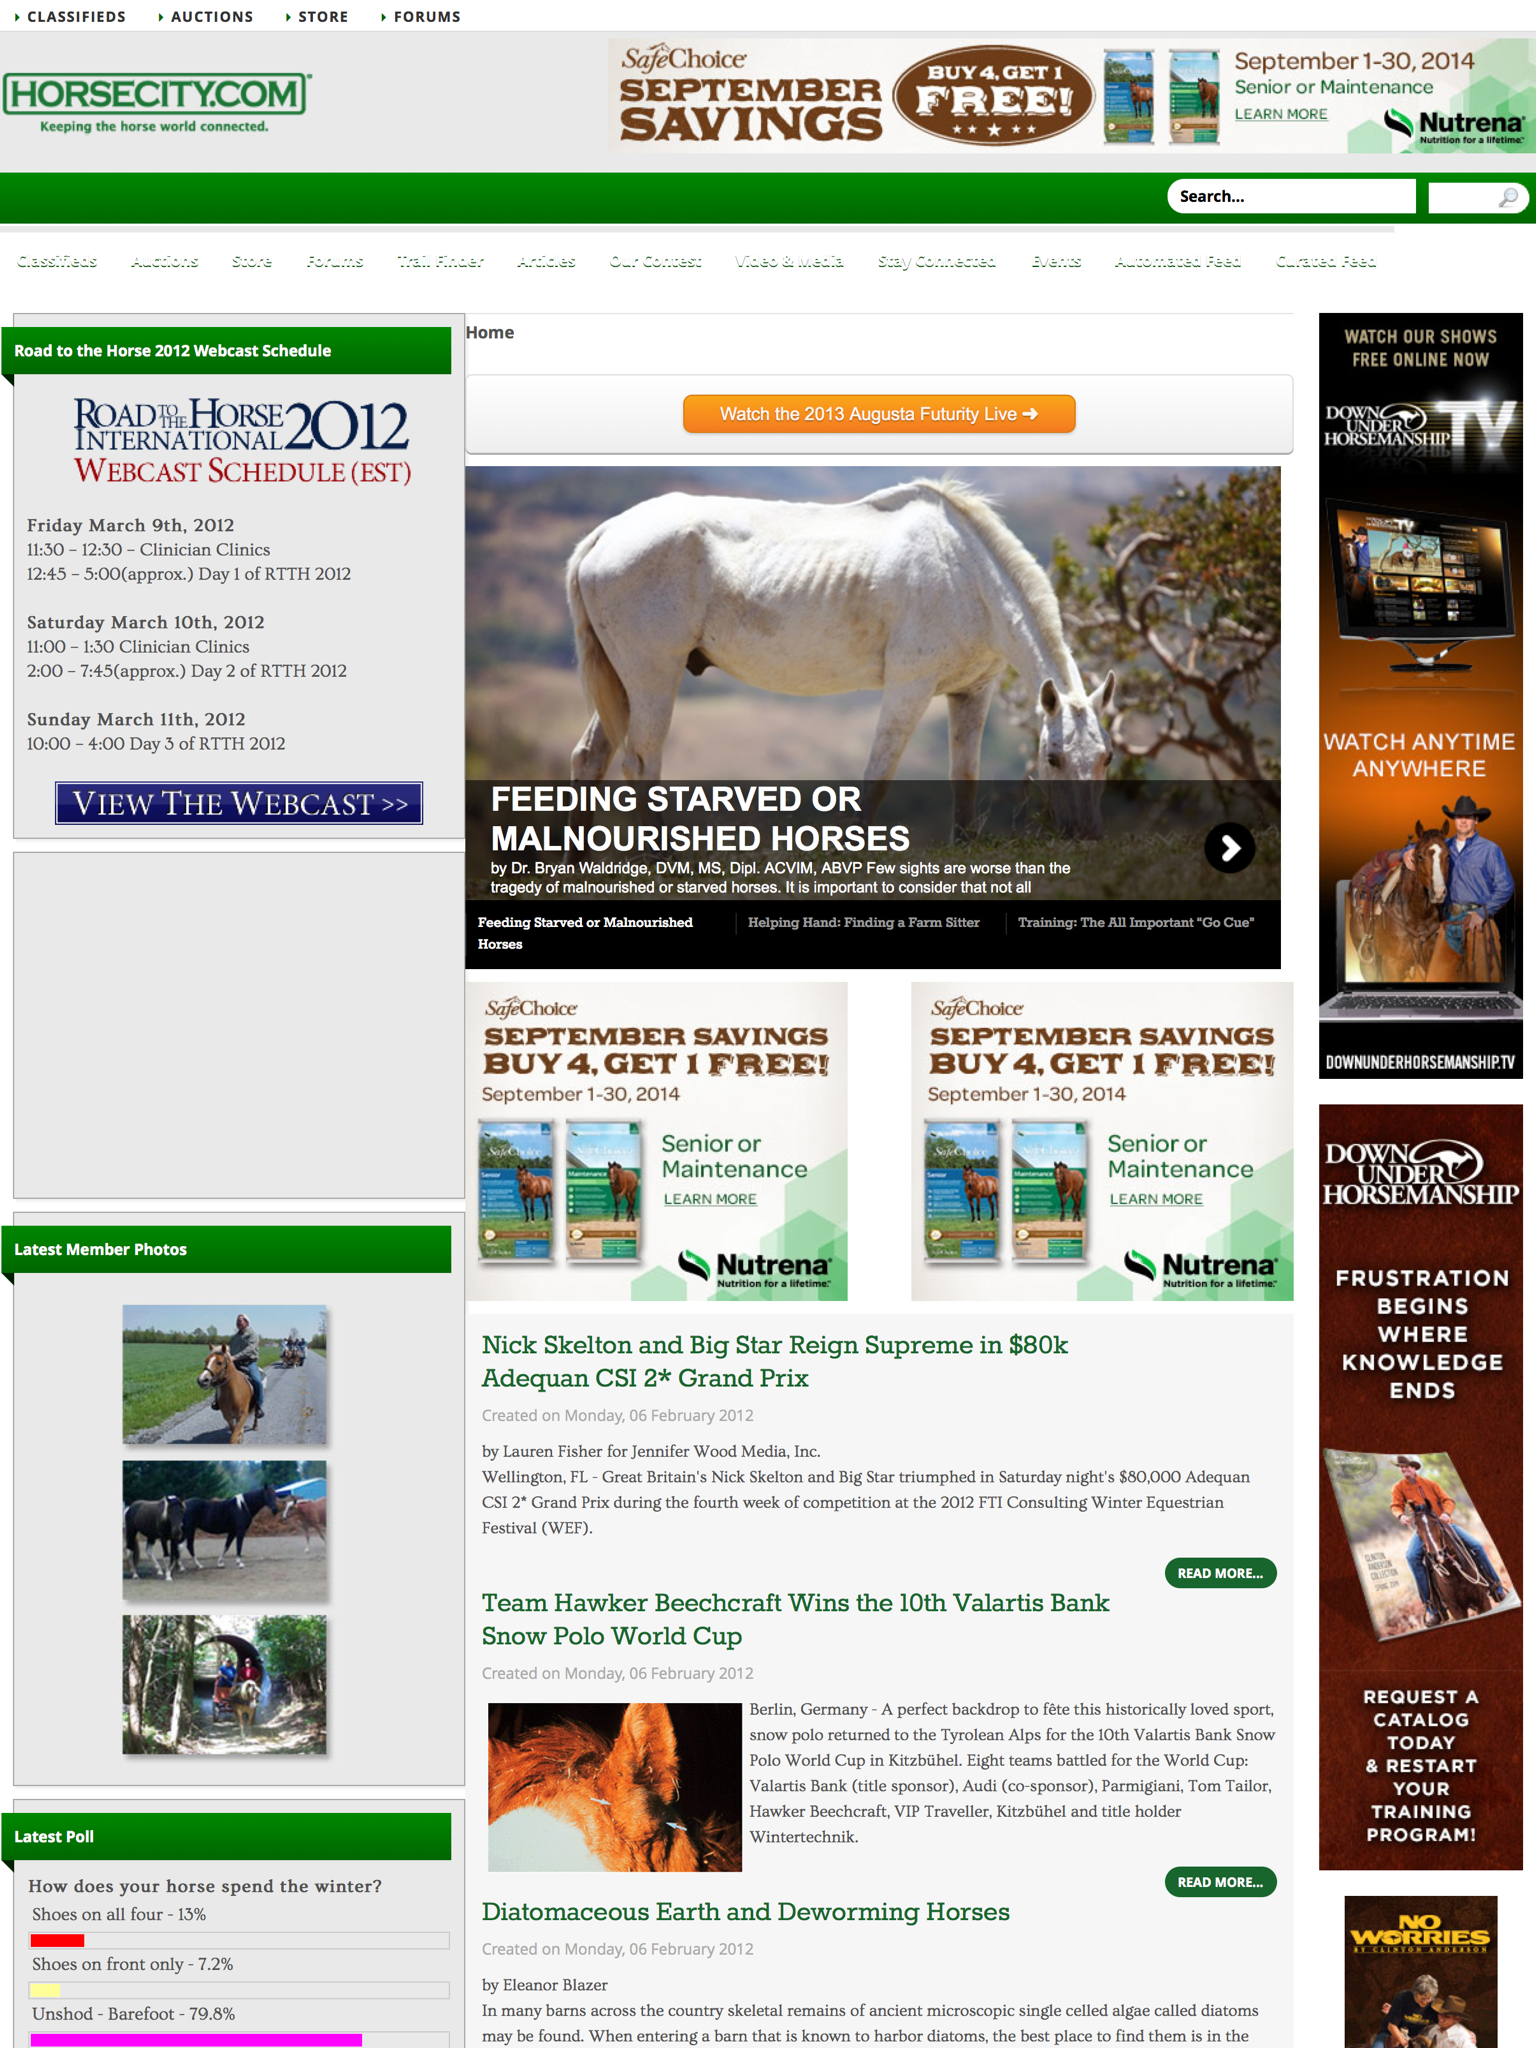 CLASSIFIEDS
AUCTIONS
STORE
FORUMS
HORSECITY.COM
Keeping the horse world connected.
SafeChoice
SEPTEMBER
SAVINGS
BUY 4, GET 1
FREE!
September 1-30, 2014
Senior or Maintenance
LEARN MORE
Nutrena
Nutrition for a lifetime.
Search...
Classifieds
Auctions
Store
Forums
Trail Finder
Articles
Our Contest
Video & Media
Stay Connected
Events
Automated Feed
Curated Feed
Road to the Horse 2012 Webcast Schedule
ROAD TO THE HORSE 2012
INTERNATIONAL
WEBCAST SCHEDULE (EST)
Friday March 9th, 2012
11:30 – 12:30 – Clinician Clinics
12:45 – 5:00(approx.) Day 1 of RTTH 2012
Saturday March 10th, 2012
11:00 – 1:30 Clinician Clinics
2:00 – 7:45(approx.) Day 2 of RTTH 2012
Sunday March 11th, 2012
10:00 – 4:00 Day 3 of RTTH 2012
VIEW THE WEBCAST >>
Latest Member Photos
Latest Poll
How does your horse spend the winter?
Shoes on all four - 13%
Shoes on front only - 7.2%
Unshod - Barefoot - 79.8%
Home
Watch the 2013 Augusta Futurity Live ➜
FEEDING STARVED OR
MALNOURISHED HORSES
by Dr. Bryan Waldridge, DVM, MS, Dipl. ACVIM, ABVP Few sights are worse than the
tragedy of malnourished or starved horses. It is important to consider that not all
Feeding Starved or Malnourished
Horses
Helping Hand: Finding a Farm Sitter
Training: The All Important "Go Cue"
SafeChoice
SEPTEMBER SAVINGS
BUY 4, GET 1 FREE!
September 1-30, 2014
SafeChoice
Senior
Maintenance
Senior or
Maintenance
LEARN MORE
Nutrena
Nutrition for a lifetime.
SafeChoice
SEPTEMBER SAVINGS
BUY 4, GET 1 FREE!
September 1-30, 2014
SafeChoice
Senior
Maintenance
Senior or
Maintenance
LEARN MORE
Nutrena
Nutrition for a lifetime.
Nick Skelton and Big Star Reign Supreme in $80k
Adequan CSI 2* Grand Prix
Created on Monday, 06 February 2012
by Lauren Fisher for Jennifer Wood Media, Inc.
Wellington, FL - Great Britain's Nick Skelton and Big Star triumphed in Saturday night's $80,000 Adequan
CSI 2* Grand Prix during the fourth week of competition at the 2012 FTI Consulting Winter Equestrian
Festival (WEF).
READ MORE...
Team Hawker Beechcraft Wins the 10th Valartis Bank
Snow Polo World Cup
Created on Monday, 06 February 2012
Berlin, Germany - A perfect backdrop to fête this historically loved sport,
snow polo returned to the Tyrolean Alps for the 10th Valartis Bank Snow
Polo World Cup in Kitzbühel. Eight teams battled for the World Cup:
Valartis Bank (title sponsor), Audi (co-sponsor), Parmigiani, Tom Tailor,
Hawker Beechcraft, VIP Traveller, Kitzbühel and title holder
Wintertechnik.
READ MORE...
Diatomaceous Earth and Deworming Horses
Created on Monday, 06 February 2012
by Eleanor Blazer
In many barns across the country skeletal remains of ancient microscopic single celled algae called diatoms
may be found. When entering a barn that is known to harbor diatoms, the best place to find them is in the
WATCH OUR SHOWS
FREE ONLINE NOW
DOWN UNDER HORSEMANSHIP TV
WATCH ANYTIME
ANYWHERE
DOWNUNDERHORSEMANSHIP.TV
DOWN
UNDER
HORSEMANSHIP
FRUSTRATION
BEGINS
WHERE
KNOWLEDGE
ENDS
CLINTON
ANDERSON
COLLECTION
REQUEST A
CATALOG
TODAY
& RESTART
YOUR
TRAINING
PROGRAM!
NO
WORRIES
BY CLINTON ANDERSON